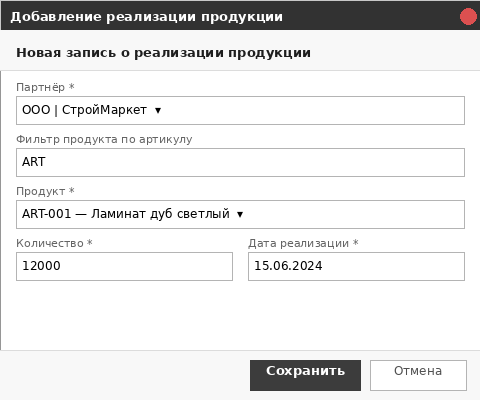 Добавление реализации продукции
Новая запись о реализации продукции
Партнёр *
ООО | СтройМаркет ▾
Фильтр продукта по артикулу
ART
Продукт *
ART-001 — Ламинат дуб светлый ▾
Количество * Дата реализации *
12000 15.06.2024
Сохранить Отмена